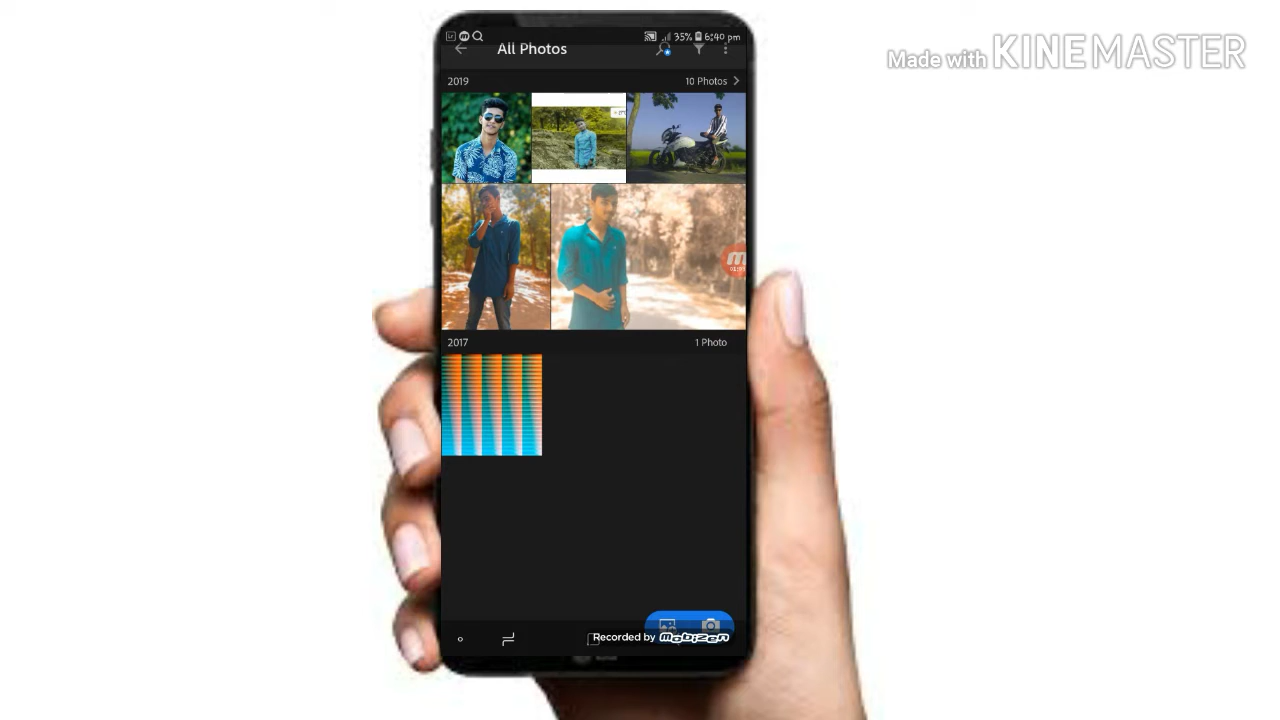 Made with KINEMASTER
35% 6:40 pm
All Photos
2019
10 Photos
2017
1 Photo
Recorded by mobizen